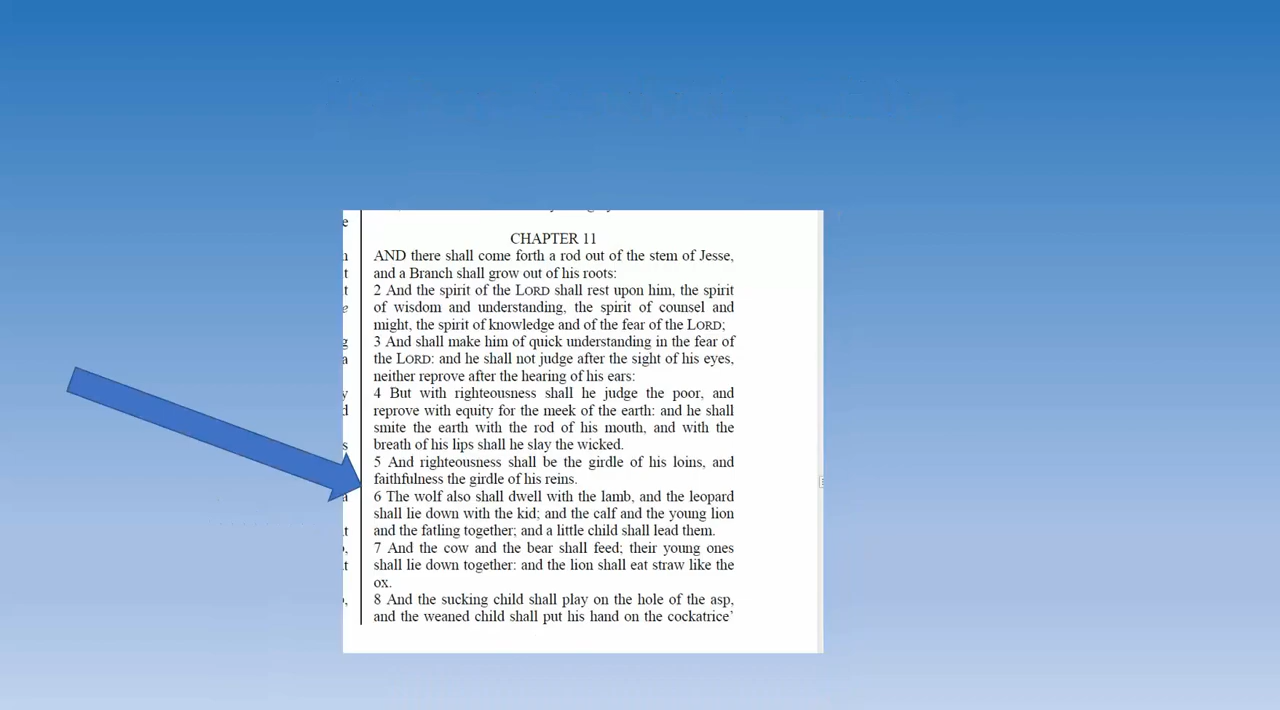 CHAPTER 11
AND there shall come forth a rod out of the stem of Jesse,
and a Branch shall grow out of his roots:
2 And the spirit of the LORD shall rest upon him, the spirit
of wisdom and understanding, the spirit of counsel and
might, the spirit of knowledge and of the fear of the LORD;
3 And shall make him of quick understanding in the fear of
the LORD: and he shall not judge after the sight of his eyes,
neither reprove after the hearing of his ears:
4 But with righteousness shall he judge the poor, and
reprove with equity for the meek of the earth: and he shall
smite the earth with the rod of his mouth, and with the
breath of his lips shall he slay the wicked.
5 And righteousness shall be the girdle of his loins, and
faithfulness the girdle of his reins.
6 The wolf also shall dwell with the lamb, and the leopard
shall lie down with the kid; and the calf and the young lion
and the fatling together; and a little child shall lead them.
7 And the cow and the bear shall feed; their young ones
shall lie down together: and the lion shall eat straw like the
ox.
8 And the sucking child shall play on the hole of the asp,
and the weaned child shall put his hand on the cockatrice’